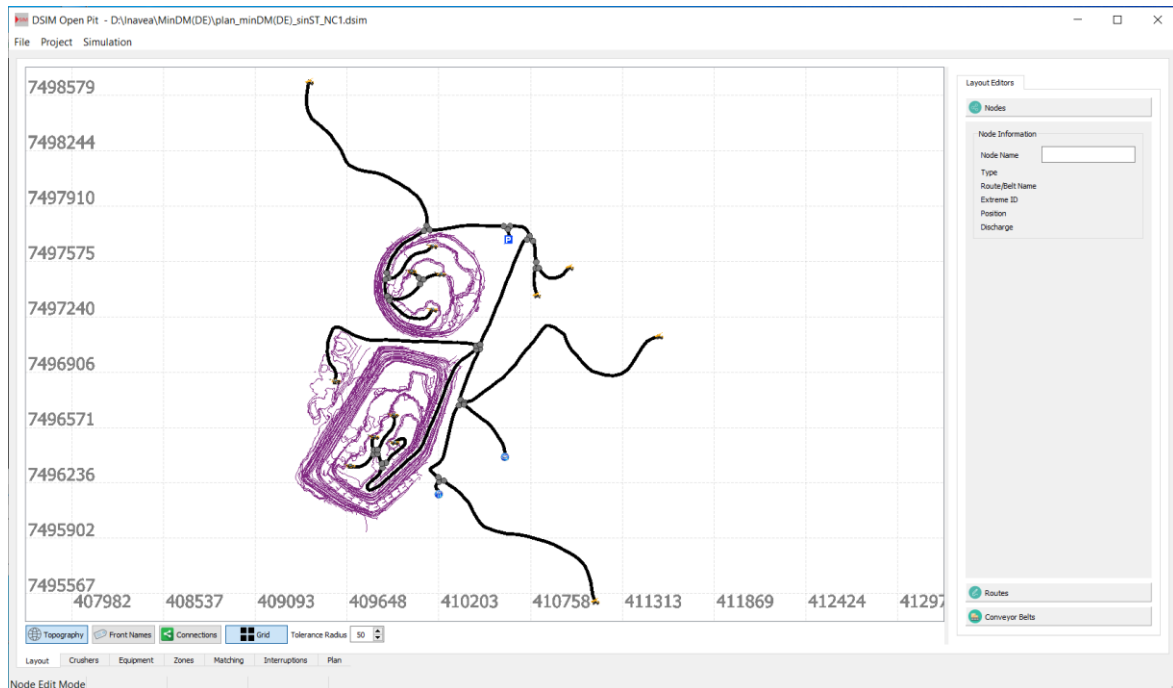 DSIM Open Pit - D:\Inavea\MinDM(DE)\plan_minDM(DE)_sinST_NC1.dsim
File Project Simulation
7498579
7498244
7497910
7497575
7497240
7496906
7496571
7496236
7495902
7495567
407982 408537 409093 409648 410203 410758 411313 411869 412424 41297
P
Layout Editors
Nodes
Node Information
Node Name
Type
Route/Belt Name
Extreme ID
Position
Discharge
Routes
Conveyor Belts
Topography Front Names Connections Grid Tolerance Radius 50
Layout Crushers Equipment Zones Matching Interruptions Plan
Node Edit Mode